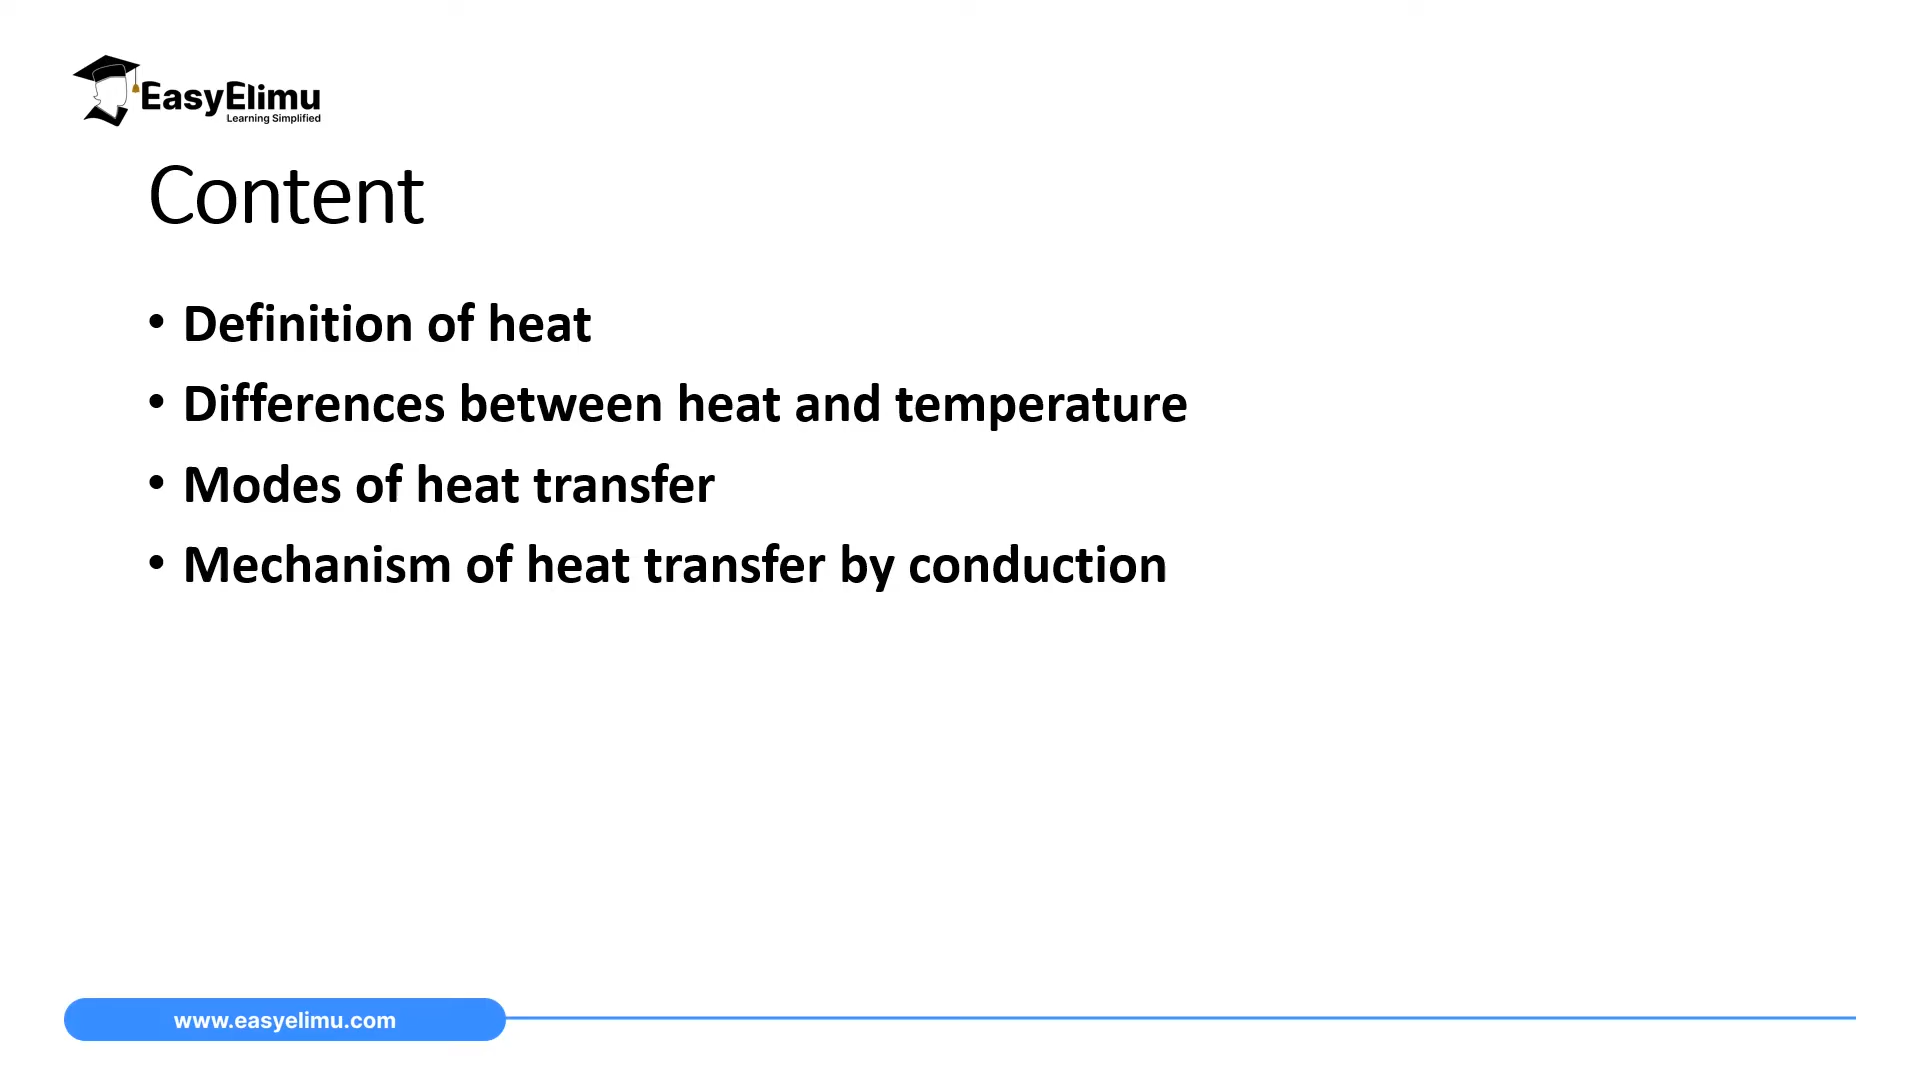 EasyElimu
Learning Simplified
Content
• Definition of heat
• Differences between heat and temperature
• Modes of heat transfer
• Mechanism of heat transfer by conduction
www.easyelimu.com